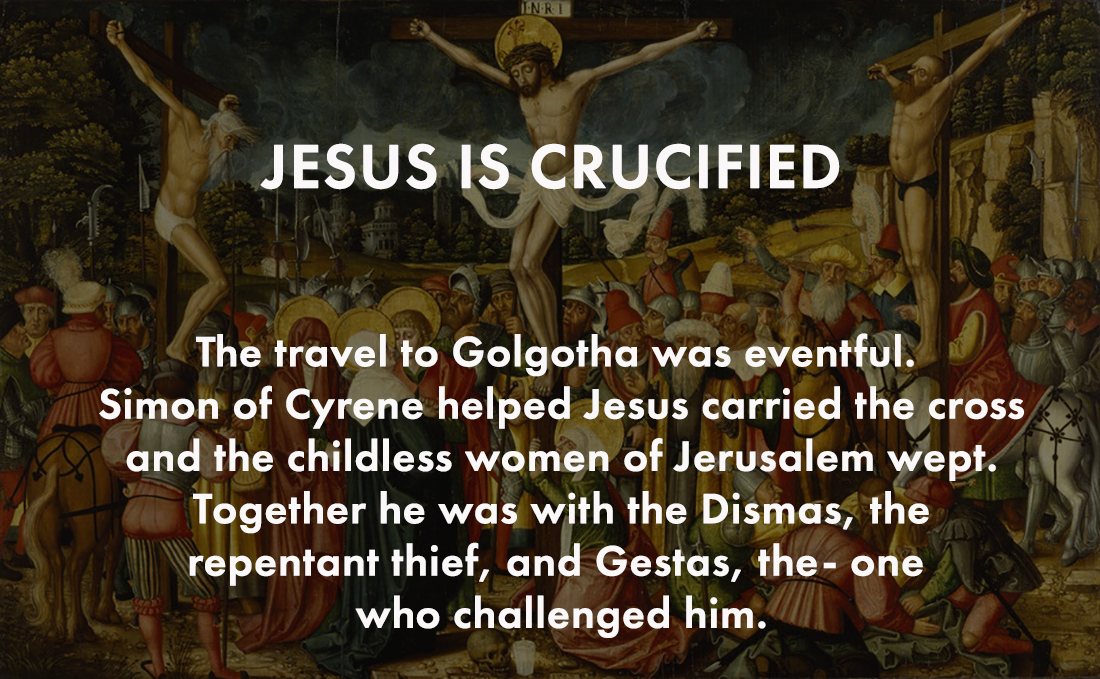 I·N·R·I
JESUS IS CRUCIFIED
The travel to Golgotha was eventful.
Simon of Cyrene helped Jesus carried the cross
and the childless women of Jerusalem wept.
Together he was with the Dismas, the
repentant thief, and Gestas, the- one
who challenged him.